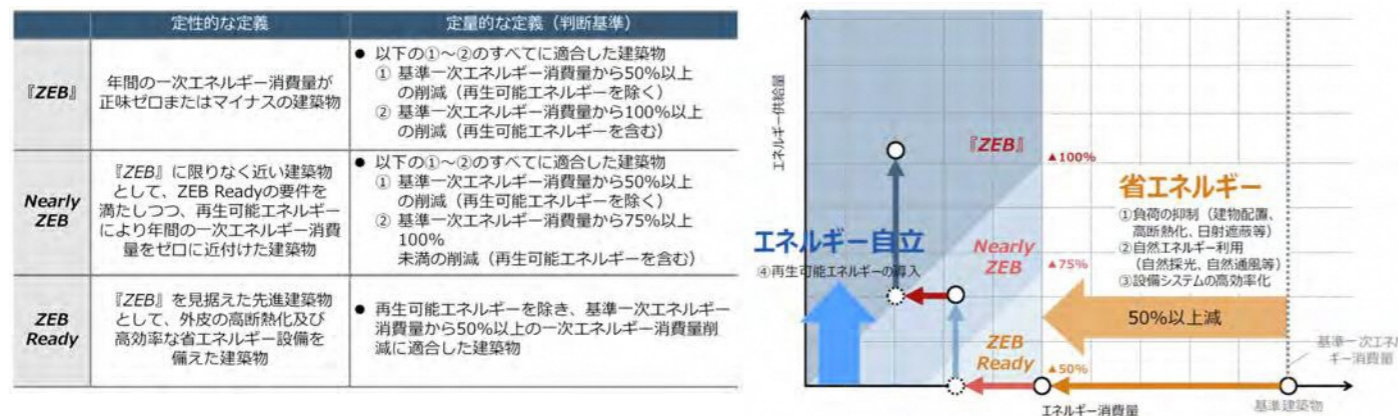 定性的な定義
定量的な定義（判断基準）
『ZEB』
年間の一次エネルギー消費量が
正味ゼロまたはマイナスの建築物
● 以下の①～②のすべてに適合した建築物
① 基準一次エネルギー消費量から50%以上
の削減（再生可能エネルギーを除く）
② 基準一次エネルギー消費量から100%以上
の削減（再生可能エネルギーを含む）
Nearly
ZEB
『ZEB』に限りなく近い建築物
として、ZEB Readyの要件を
満たしつつ、再生可能エネルギー
により年間の一次エネルギー消費
量をゼロに近付けた建築物
● 以下の①～②のすべてに適合した建築物
① 基準一次エネルギー消費量から50%以上
の削減（再生可能エネルギーを除く）
② 基準一次エネルギー消費量から75%以上
100%
未満の削減（再生可能エネルギーを含む）
ZEB
Ready
『ZEB』を見据えた先進建築物
として、外皮の高断熱化及び
高効率な省エネルギー設備を
備えた建築物
● 再生可能エネルギーを除き、基準一次エネルギー
消費量から50%以上の一次エネルギー消費量削
減に適合した建築物
エネルギー供給量
『ZEB』
▲100%
省エネルギー
①負荷の抑制（建物配置、
高断熱化、日射遮蔽等）
②自然エネルギー利用
（自然採光、自然通風等）
③設備システムの高効率化
エネルギー自立
④再生可能エネルギーの導入
Nearly
ZEB
▲75%
50%以上減
ZEB
Ready
▲50%
基準一次エネル
ギー消費量
エネルギー消費量
基準建築物